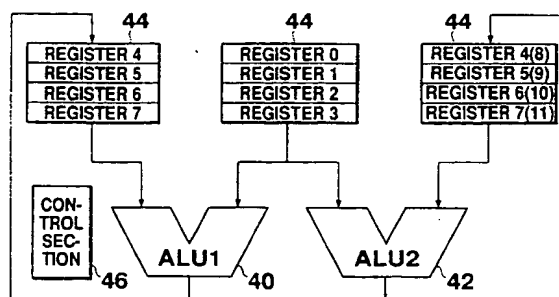 44 44 44
REGISTER 4 REGISTER 0 REGISTER 4(8)
REGISTER 5 REGISTER 1 REGISTER 5(9)
REGISTER 6 REGISTER 2 REGISTER 6(10)
REGISTER 7 REGISTER 3 REGISTER 7(11)
CON-
TROL
SEC-
TION
46
ALU1 40
ALU2 42